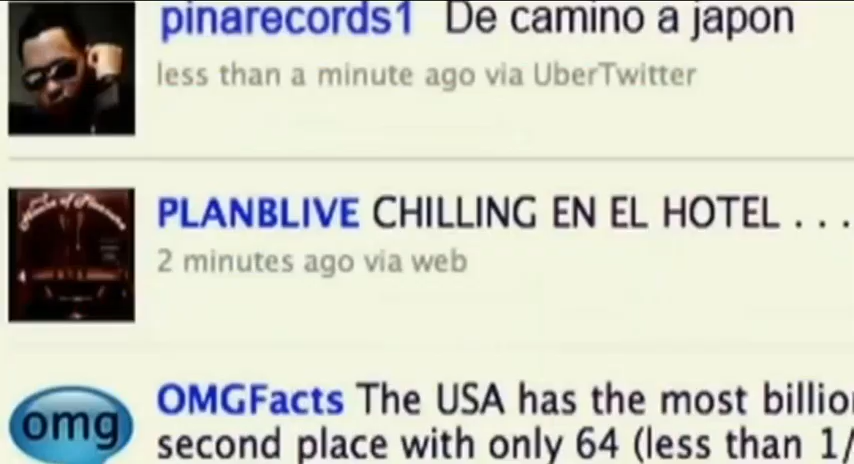 pinarecords1 De camino a japon
less than a minute ago via UberTwitter
PLANBLIVE CHILLING EN EL HOTEL . . .
2 minutes ago via web
omg
OMGFacts The USA has the most billio
second place with only 64 (less than 1/